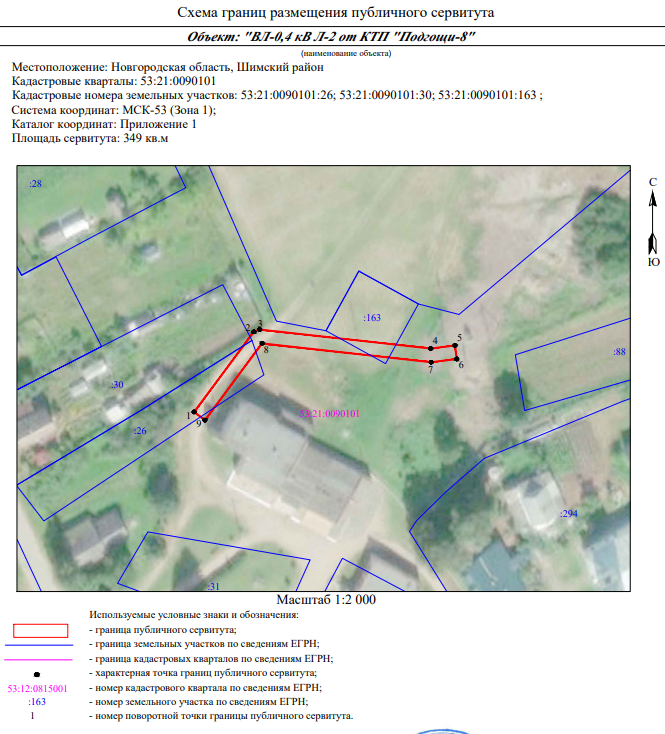 Схема границ размещения публичного сервитута
Объект: "ВЛ-0,4 кВ Л-2 от КТП "Подгощи-8"
(наименование объекта)
Местоположение: Новгородская область, Шимский район
Кадастровые кварталы: 53:21:0090101
Кадастровые номера земельных участков: 53:21:0090101:26; 53:21:0090101:30; 53:21:0090101:163 ;
Система координат: МСК-53 (Зона 1);
Каталог координат: Приложение 1
Площадь сервитута: 349 кв.м
:28
С
Ю
:163
2
3
4
5
8
7
6
:88
:30
1
9
53:21:0090101
:26
:294
:31
Масштаб 1:2 000
Используемые условные знаки и обозначения:
- граница публичного сервитута;
- граница земельных участков по сведениям ЕГРН;
- граница кадастровых кварталов по сведениям ЕГРН;
- характерная точка границ публичного сервитута;
53:12:0815001 - номер кадастрового квартала по сведениям ЕГРН;
:163 - номер земельного участка по сведениям ЕГРН;
1 - номер поворотной точки границы публичного сервитута.